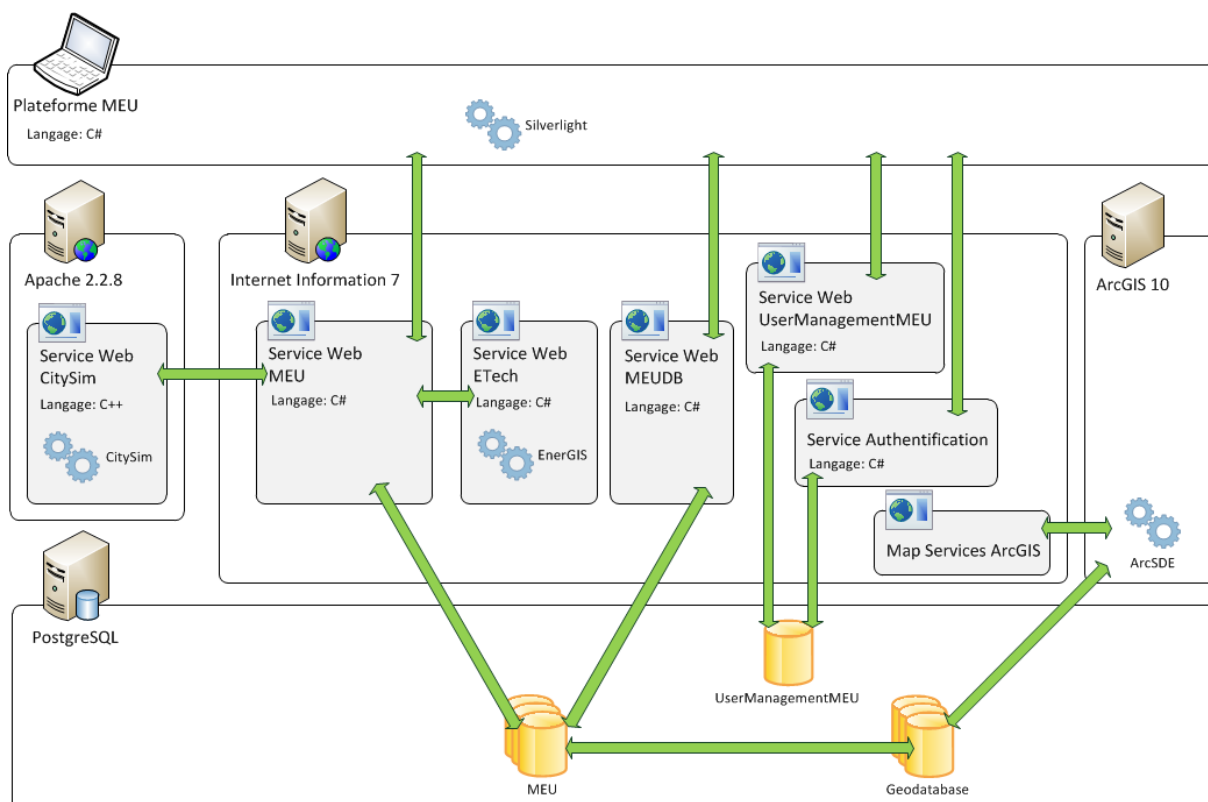 Plateforme MEU
Langage: C#
Silverlight
Apache 2.2.8
Internet Information 7
ArcGIS 10
Service Web
CitySim
Langage: C++
CitySim
Service Web
MEU
Langage: C#
Service Web
ETech
Langage: C#
EnerGIS
Service Web
MEUDB
Langage: C#
Service Web
UserManagementMEU
Langage: C#
Service Authentification
Langage: C#
Map Services ArcGIS
ArcSDE
PostgreSQL
UserManagementMEU
MEU
Geodatabase